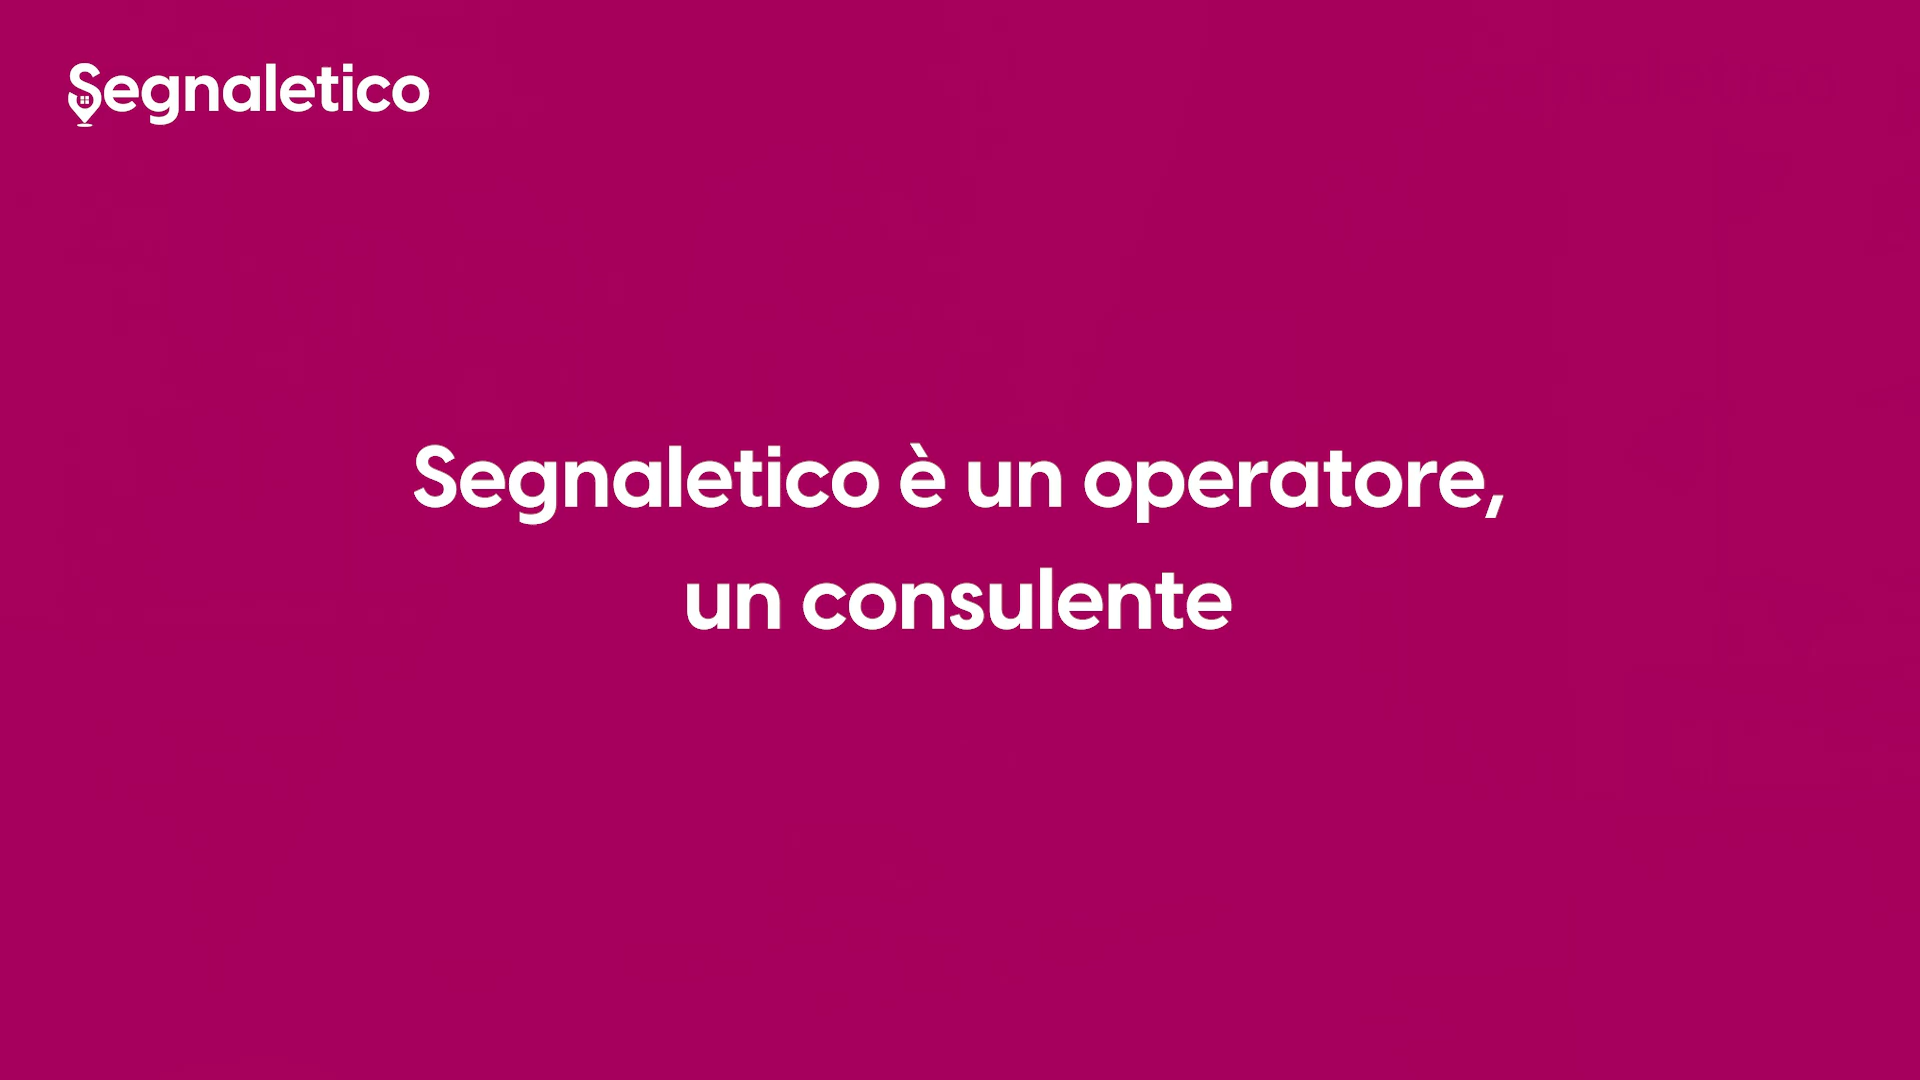 Segnaletico
Segnaletico è un operatore,
un consulente